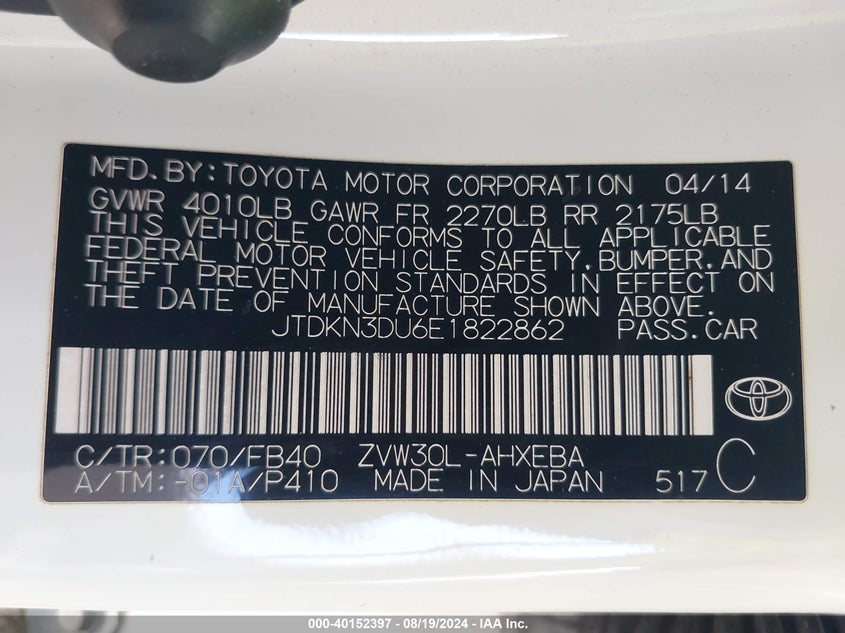 MFD.BY:TOYOTA MOTOR CORPORATION 04/14
GVWR 4010LB GAWR FR 2270LB RR 2175LB
THIS VEHICLE CONFORMS TO ALL APPLICABLE
FEDERAL MOTOR VEHICLE SAFETY,BUMPER,AND
THEFT PREVENTION STANDARDS IN EFFECT ON
THE DATE OF MANUFACTURE SHOWN ABOVE.
JTDKN3DU6E1822862 PASS.CAR
C/TR:070/FB40 ZVW30L-AHXEBA
A/TM:-01A/P410 MADE IN JAPAN 517 C
000-40152397 - 08/19/2024 - IAA Inc.